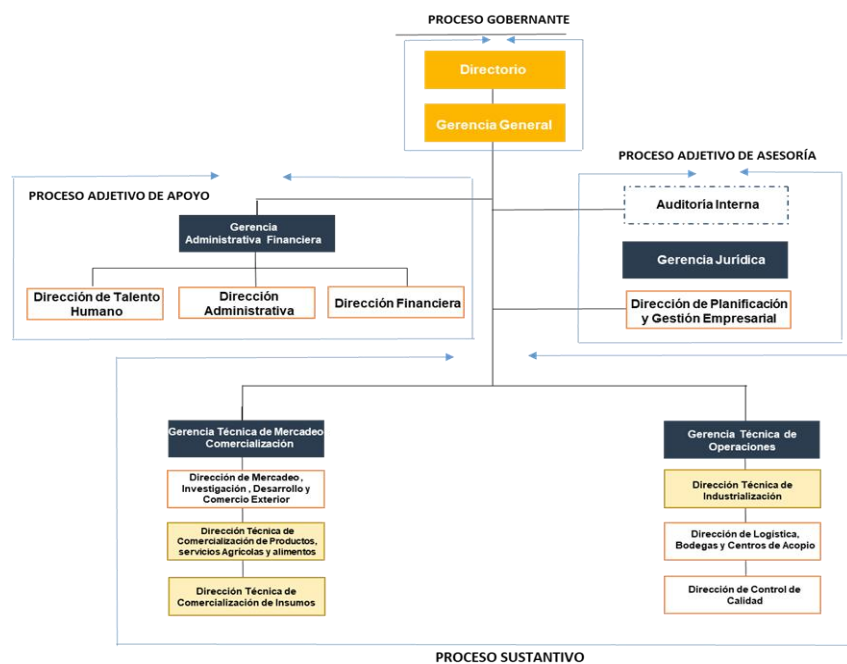 PROCESO GOBERNANTE
Directorio
Gerencia General
PROCESO ADJETIVO DE ASESORÍA
Auditoría Interna
Gerencia Jurídica
Dirección de Planificación
y Gestión Empresarial
PROCESO ADJETIVO DE APOYO
Gerencia
Administrativa Financiera
Dirección de Talento
Humano
Dirección
Administrativa
Dirección Financiera
Gerencia Técnica de Mercadeo
Comercialización
Dirección de Mercadeo,
Investigación, Desarrollo y
Comercio Exterior
Dirección Técnica de
Comercialización de Productos,
servicios Agrícolas y alimentos
Dirección Técnica de
Comercialización de Insumos
Gerencia Técnica de
Operaciones
Dirección Técnica de
Industrialización
Dirección de Logística,
Bodegas y Centros de Acopio
Dirección de Control de
Calidad
PROCESO SUSTANTIVO